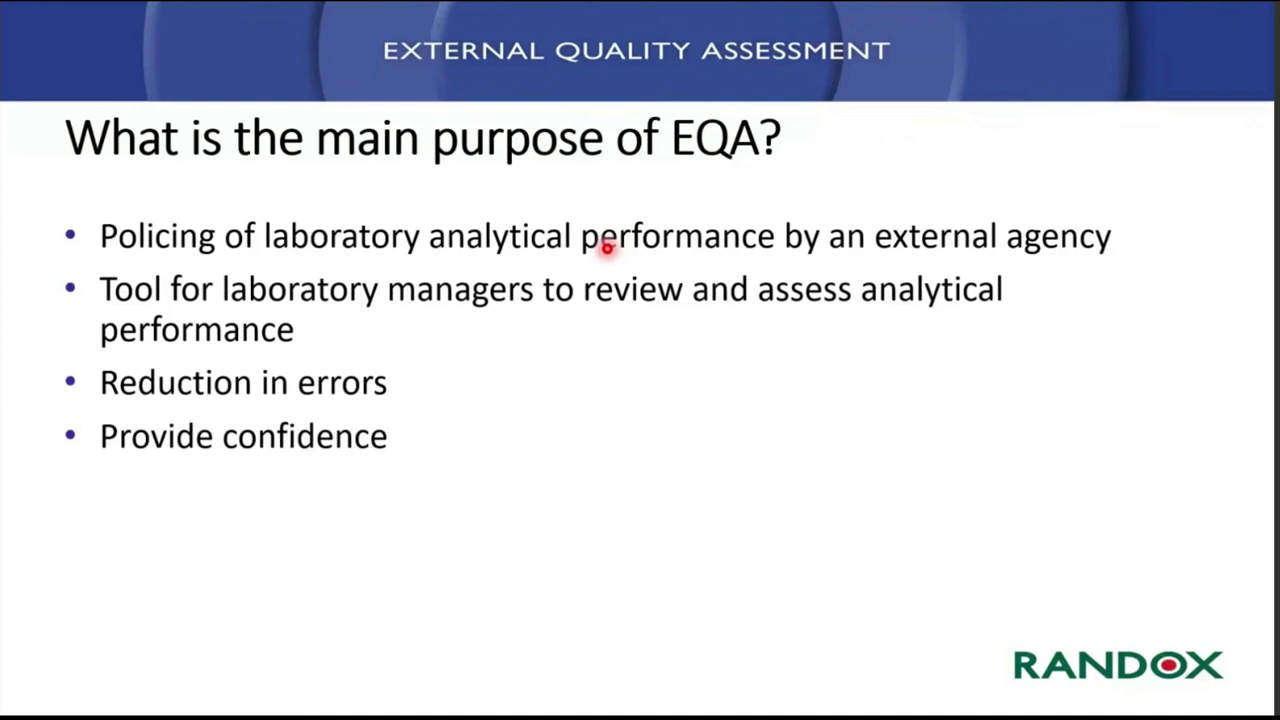 EXTERNAL QUALITY ASSESSMENT
What is the main purpose of EQA?
• Policing of laboratory analytical performance by an external agency
• Tool for laboratory managers to review and assess analytical
performance
• Reduction in errors
• Provide confidence
RANDOX